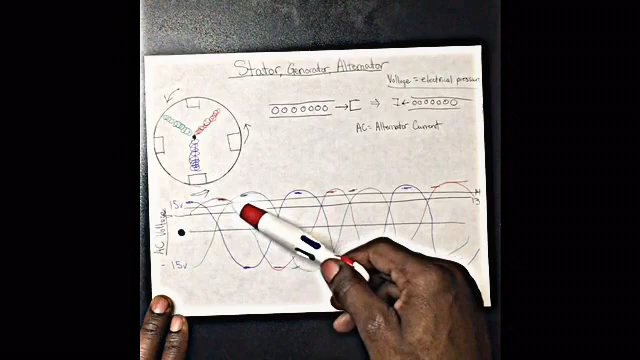 Stator, Generator, Alternator
Voltage = electrical pressure
AC = Alternator Current
15v
AC Voltage
- 15v